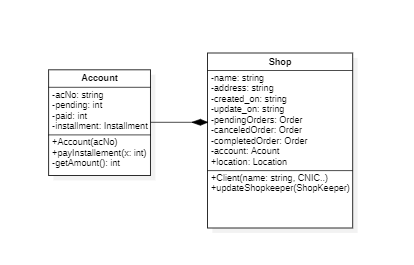 Account
-acNo: string
-pending: int
-paid: int
-installment: Installment
+Account(acNo)
+payInstallement(x: int)
-getAmount(): int
Shop
-name: string
-address: string
-created_on: string
-update_on: string
-pendingOrders: Order
-canceledOrder: Order
-completedOrder: Order
-account: Acount
+location: Location
+Client(name: string, CNIC..)
+updateShopkeeper(ShopKeeper)